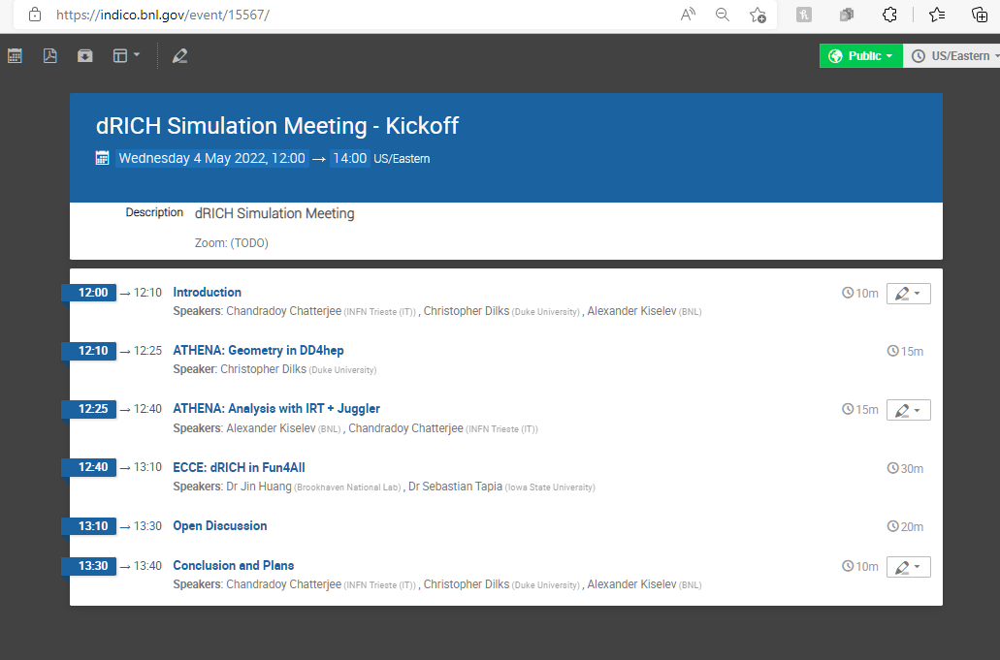 https://indico.bnl.gov/event/15567/
Public
US/Eastern
dRICH Simulation Meeting - Kickoff
Wednesday 4 May 2022, 12:00 → 14:00 US/Eastern
Description dRICH Simulation Meeting
Zoom: (TODO)
12:00 → 12:10 Introduction 10m
Speakers: Chandradoy Chatterjee (INFN Trieste (IT)) , Christopher Dilks (Duke University) , Alexander Kiselev (BNL)
12:10 → 12:25 ATHENA: Geometry in DD4hep 15m
Speaker: Christopher Dilks (Duke University)
12:25 → 12:40 ATHENA: Analysis with IRT + Juggler 15m
Speakers: Alexander Kiselev (BNL) , Chandradoy Chatterjee (INFN Trieste (IT))
12:40 → 13:10 ECCE: dRICH in Fun4All 30m
Speakers: Dr Jin Huang (Brookhaven National Lab) , Dr Sebastian Tapia (Iowa State University)
13:10 → 13:30 Open Discussion 20m
13:30 → 13:40 Conclusion and Plans 10m
Speakers: Chandradoy Chatterjee (INFN Trieste (IT)) , Christopher Dilks (Duke University) , Alexander Kiselev (BNL)